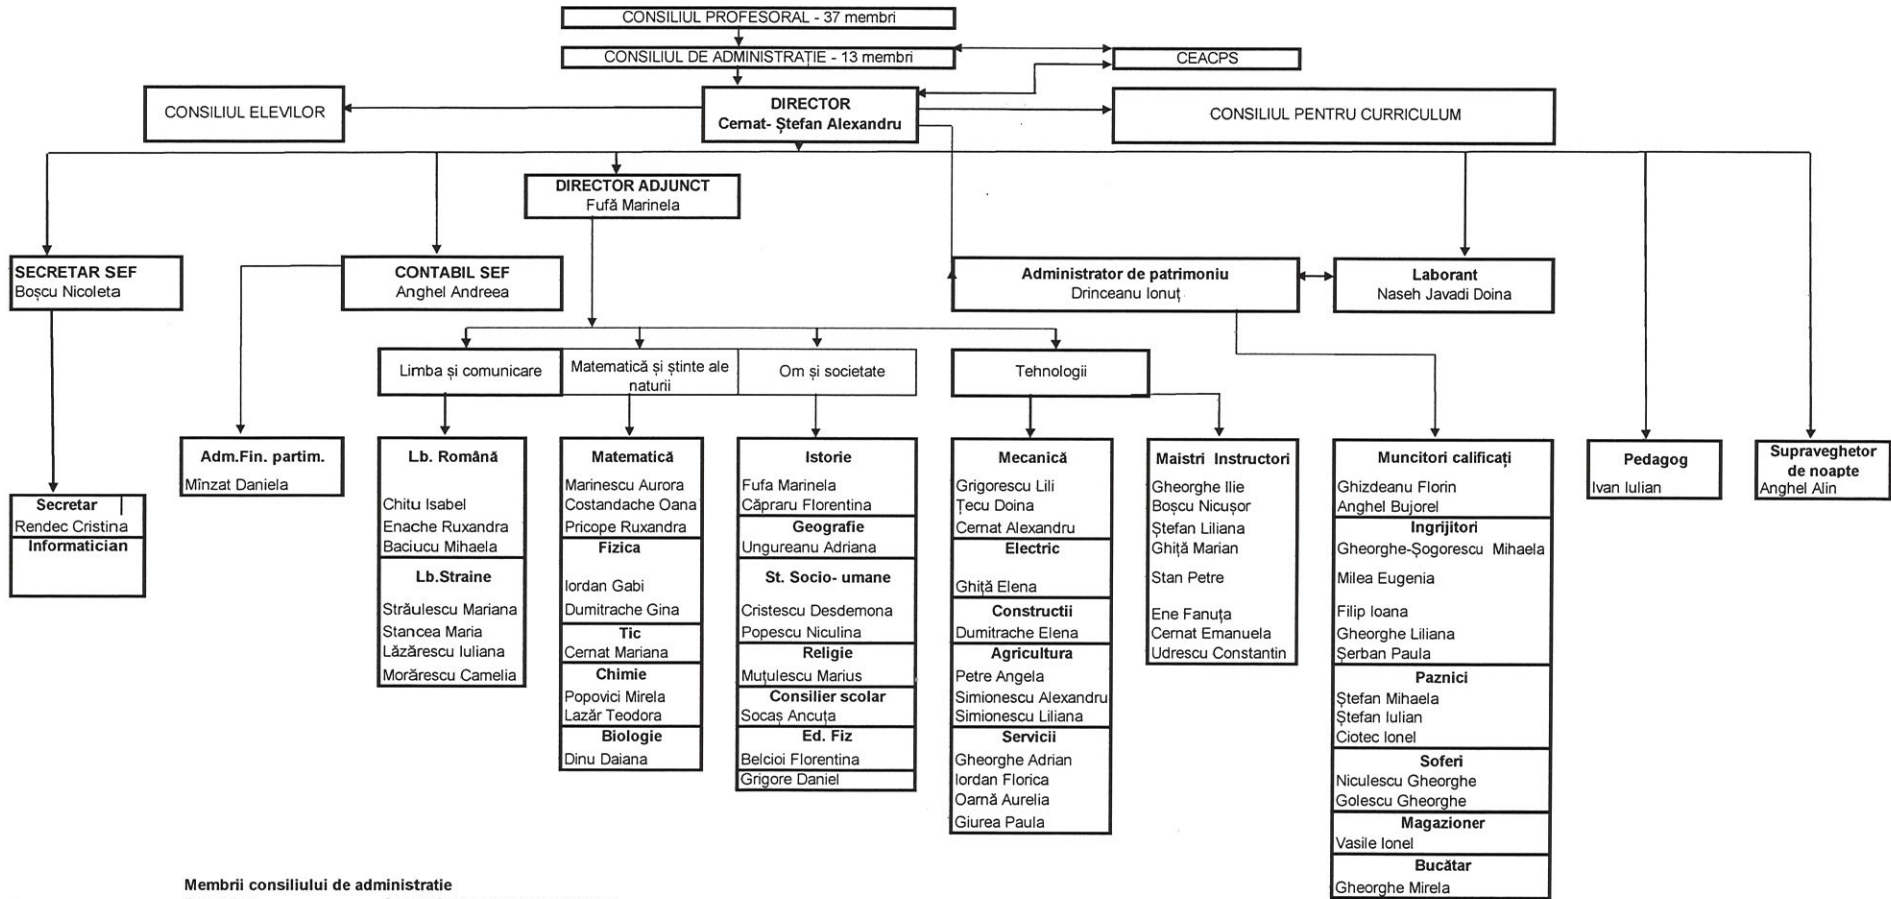 CONSILIUL PROFESORAL - 37 membri
CONSILIUL DE ADMINISTRAȚIE - 13 membri
CEACPS
CONSILIUL ELEVILOR
DIRECTOR
Cernat- Ștefan Alexandru
CONSILIUL PENTRU CURRICULUM
DIRECTOR ADJUNCT
Fufă Marinela
SECRETAR SEF
Boșcu Nicoleta
CONTABIL SEF
Anghel Andreea
Administrator de patrimoniu
Drinceanu Ionuț
Laborant
Naseh Javadi Doina
Limba și comunicare
Matematică și știnte ale
naturii
Om și societate
Tehnologii
Secretar
Rendec Cristina
Informatician
Adm.Fin. partim.
Mînzat Daniela
Lb. Română
Chitu Isabel
Enache Ruxandra
Baciucu Mihaela
Lb.Straine
Străulescu Mariana
Stancea Maria
Lăzărescu Iuliana
Morărescu Camelia
Matematică
Marinescu Aurora
Costandache Oana
Pricope Ruxandra
Fizica
Iordan Gabi
Dumitrache Gina
Tic
Cernat Mariana
Chimie
Popovici Mirela
Lazăr Teodora
Biologie
Dinu Daiana
Istorie
Fufa Marinela
Căpraru Florentina
Geografie
Ungureanu Adriana
St. Socio- umane
Cristescu Desdemona
Popescu Niculina
Religie
Muțulescu Marius
Consilier scolar
Socaș Ancuța
Ed. Fiz
Belcioi Florentina
Grigore Daniel
Mecanică
Grigorescu Lili
Țecu Doina
Cernat Alexandru
Electric
Ghiță Elena
Constructii
Dumitrache Elena
Agricultura
Petre Angela
Simionescu Alexandru
Simionescu Liliana
Servicii
Gheorghe Adrian
Iordan Florica
Oarnă Aurelia
Giurea Paula
Maistri Instructori
Gheorghe Ilie
Boșcu Nicușor
Ștefan Liliana
Ghiță Marian
Stan Petre
Ene Fanuța
Cernat Emanuela
Udrescu Constantin
Muncitori calificați
Ghizdeanu Florin
Anghel Bujorel
Ingrijitori
Gheorghe-Șogorescu Mihaela
Milea Eugenia
Filip Ioana
Gheorghe Liliana
Șerban Paula
Paznici
Ștefan Mihaela
Ștefan Iulian
Ciotec Ionel
Soferi
Niculescu Gheorghe
Golescu Gheorghe
Magazioner
Vasile Ionel
Bucătar
Gheorghe Mirela
Pedagog
Ivan Iulian
Supraveghetor
de noapte
Anghel Alin
Membrii consiliului de administratie